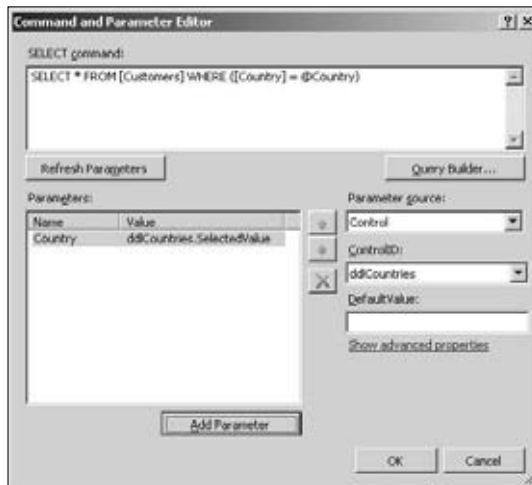 Command and Parameter Editor
SELECT command:
SELECT * FROM [Customers] WHERE ([Country] = @Country)
Refresh Parameters
Query Builder...
Parameters:
Name Value
Country ddlCountries.SelectedValue
Add Parameter
Parameter source:
Control
ControlID:
ddlCountries
DefaultValue:
Show advanced properties
OK Cancel